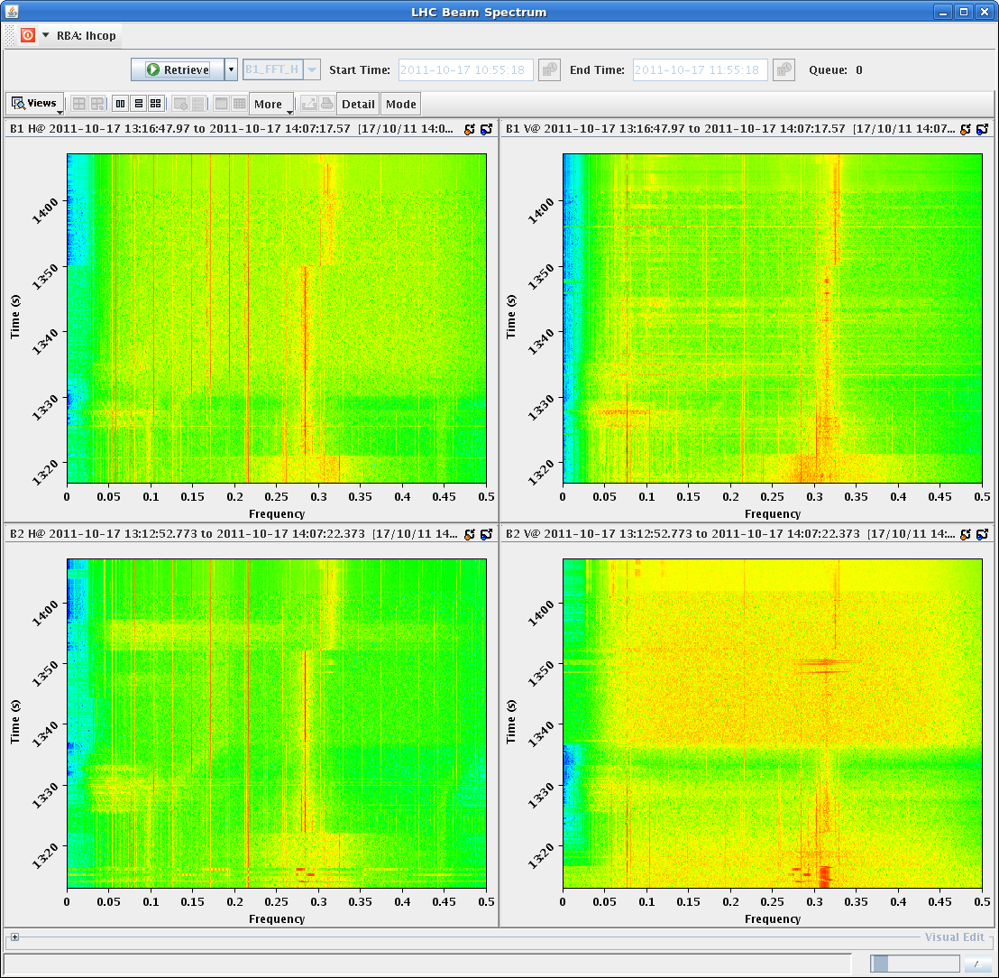 LHC Beam Spectrum
RBA: lhcop
Retrieve B1_FFT_H Start Time: 2011-10-17 10:55:18 End Time: 2011-10-17 11:55:18 Queue: 0
Views More Detail Mode
B1 H@ 2011-10-17 13:16:47.97 to 2011-10-17 14:07:17.57 [17/10/11 14:0...
14:00
13:50
13:40
13:30
13:20
Time (s)
0 0.05 0.1 0.15 0.2 0.25 0.3 0.35 0.4 0.45 0.5
Frequency
B1 V@ 2011-10-17 13:16:47.97 to 2011-10-17 14:07:17.57 [17/10/11 14:07...
14:00
13:50
13:40
13:30
13:20
Time (s)
0 0.05 0.1 0.15 0.2 0.25 0.3 0.35 0.4 0.45 0.5
Frequency
B2 H@ 2011-10-17 13:12:52.773 to 2011-10-17 14:07:22.373 [17/10/11 14...
14:00
13:50
13:40
13:30
13:20
Time (s)
0 0.05 0.1 0.15 0.2 0.25 0.3 0.35 0.4 0.45 0.5
Frequency
B2 V@ 2011-10-17 13:12:52.773 to 2011-10-17 14:07:22.373 [17/10/11 14:...
14:00
13:50
13:40
13:30
13:20
Time (s)
0 0.05 0.1 0.15 0.2 0.25 0.3 0.35 0.4 0.45 0.5
Frequency
Visual Edit